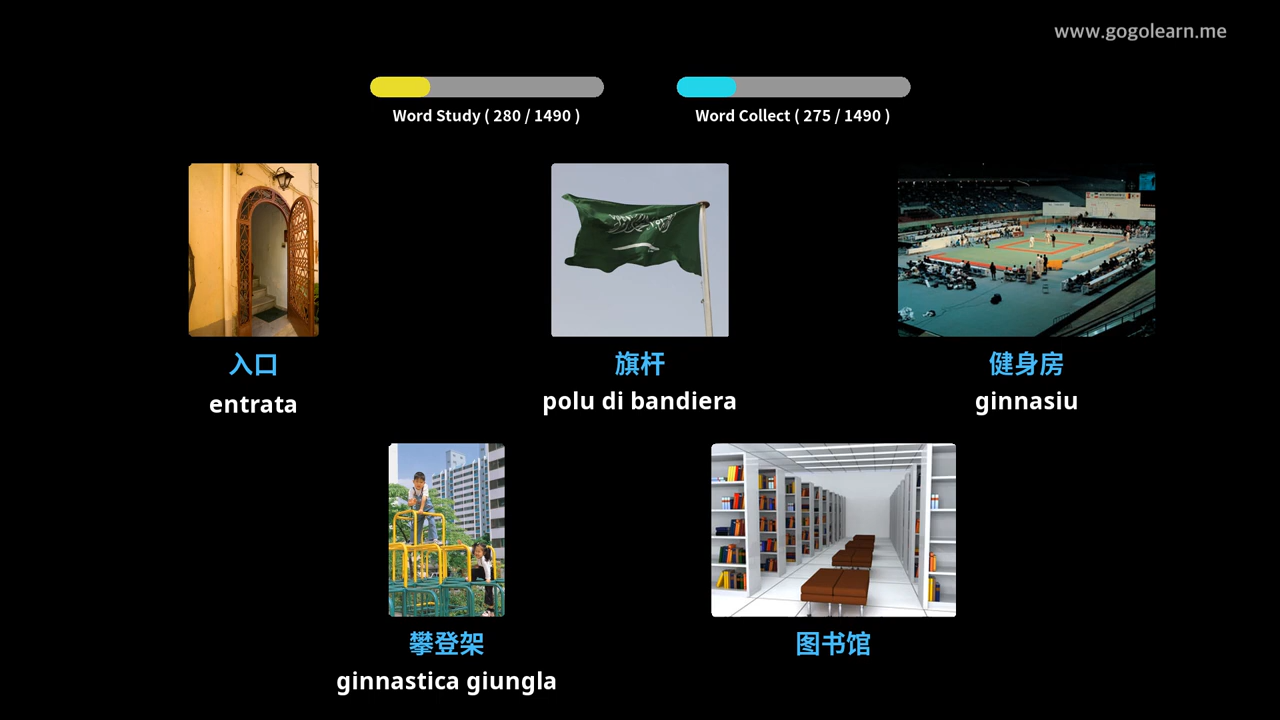 www.gogolearn.me
Word Study ( 280 / 1490 )
Word Collect ( 275 / 1490 )
入口
entrata
旗杆
polu di bandiera
健身房
ginnasiu
攀登架
ginnastica giungla
图书馆